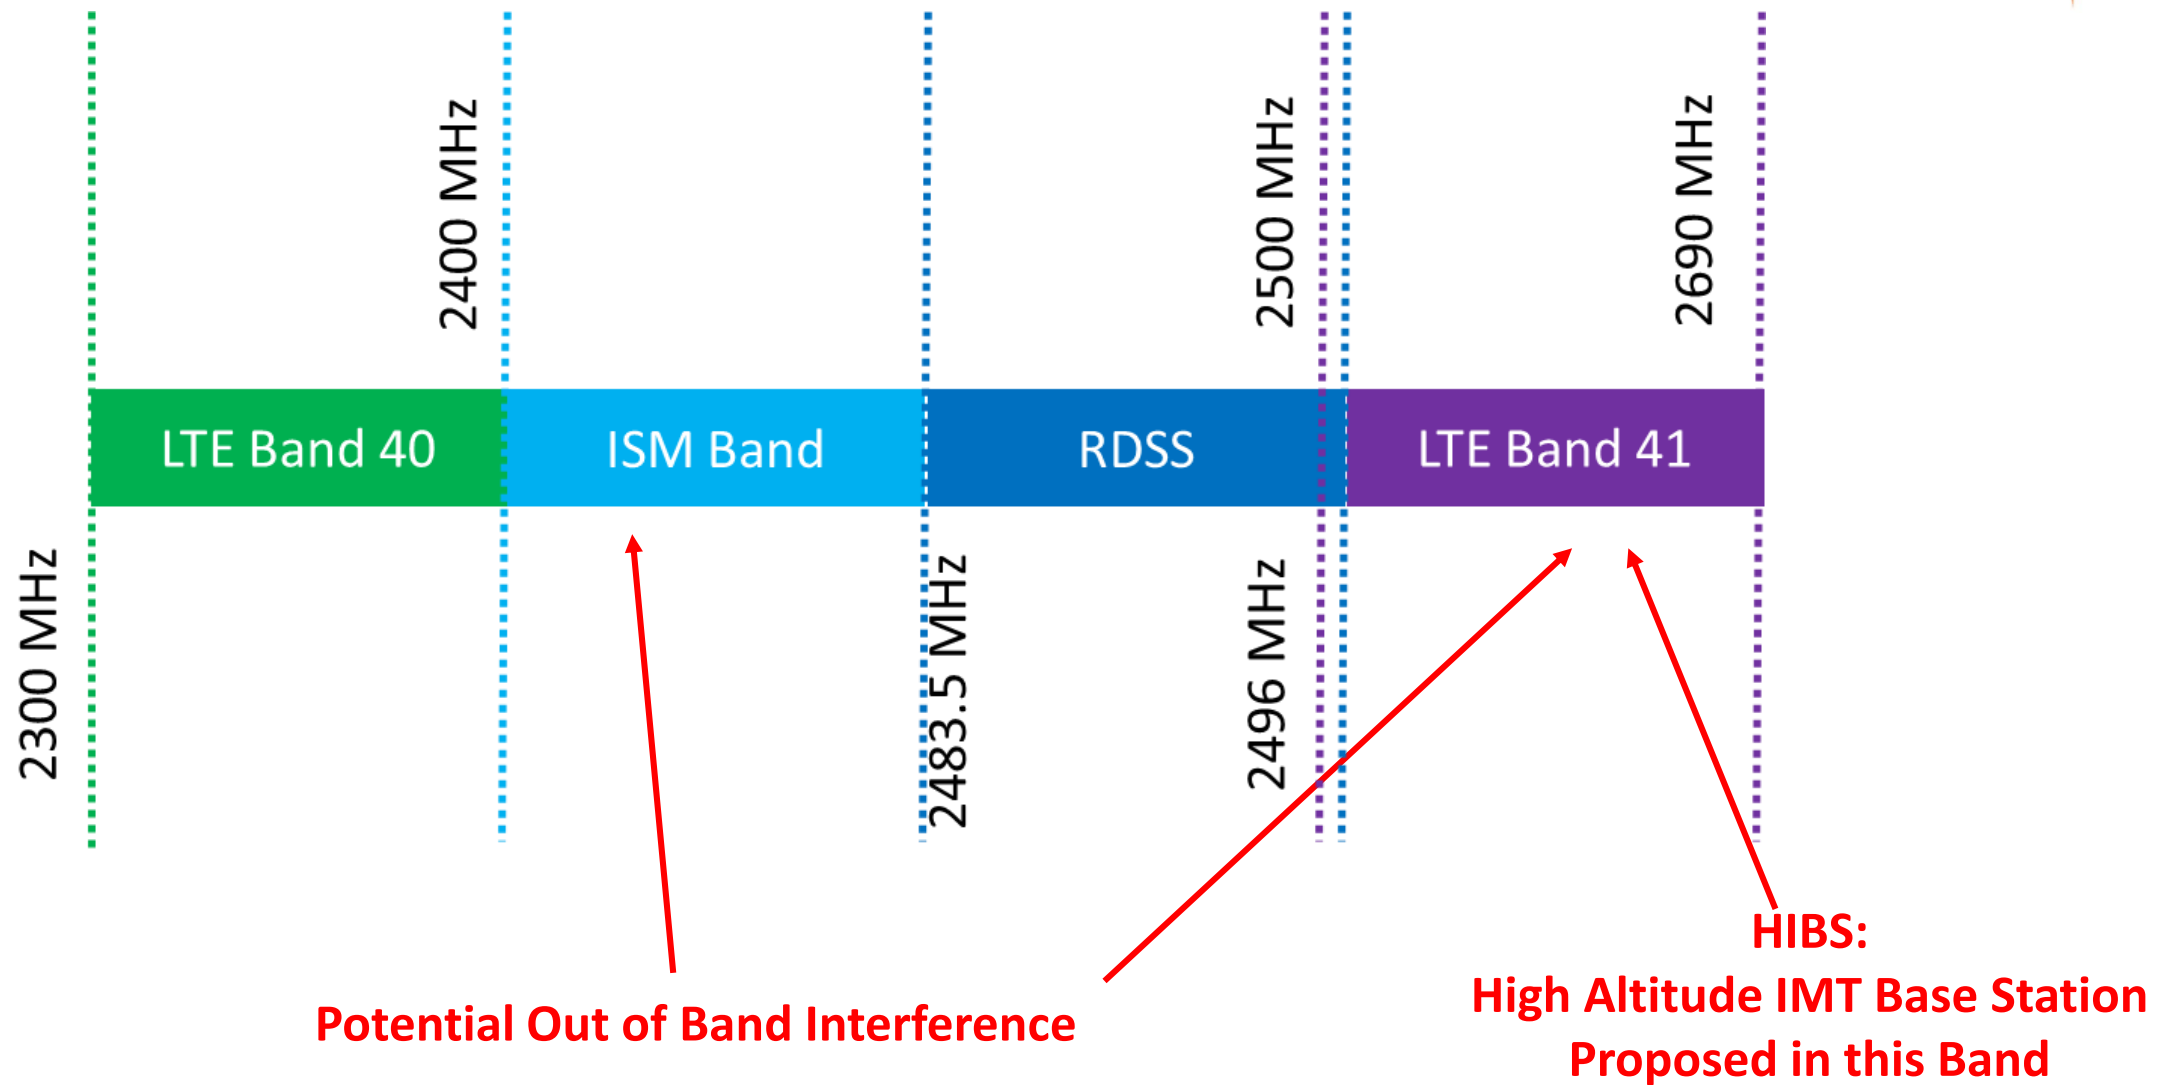 2400 MHz
2500 MHz
2690 MHz
LTE Band 40
ISM Band
RDSS
LTE Band 41
2300 MHz
2483.5 MHz
2496 MHz
Potential Out of Band Interference
HIBS:
High Altitude IMT Base Station
Proposed in this Band